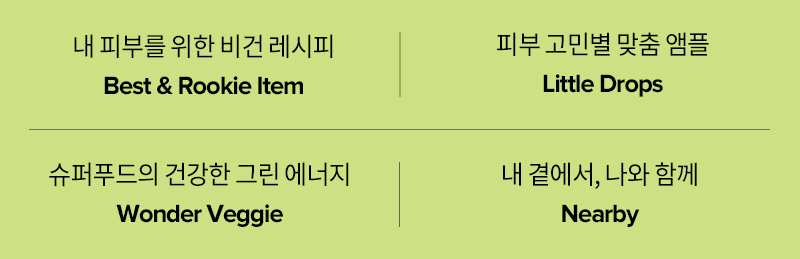 내 피부를 위한 비건 레시피
Best & Rookie Item
피부 고민별 맞춤 앰플
Little Drops
슈퍼푸드의 건강한 그린 에너지
Wonder Veggie
내 곁에서, 나와 함께
Nearby